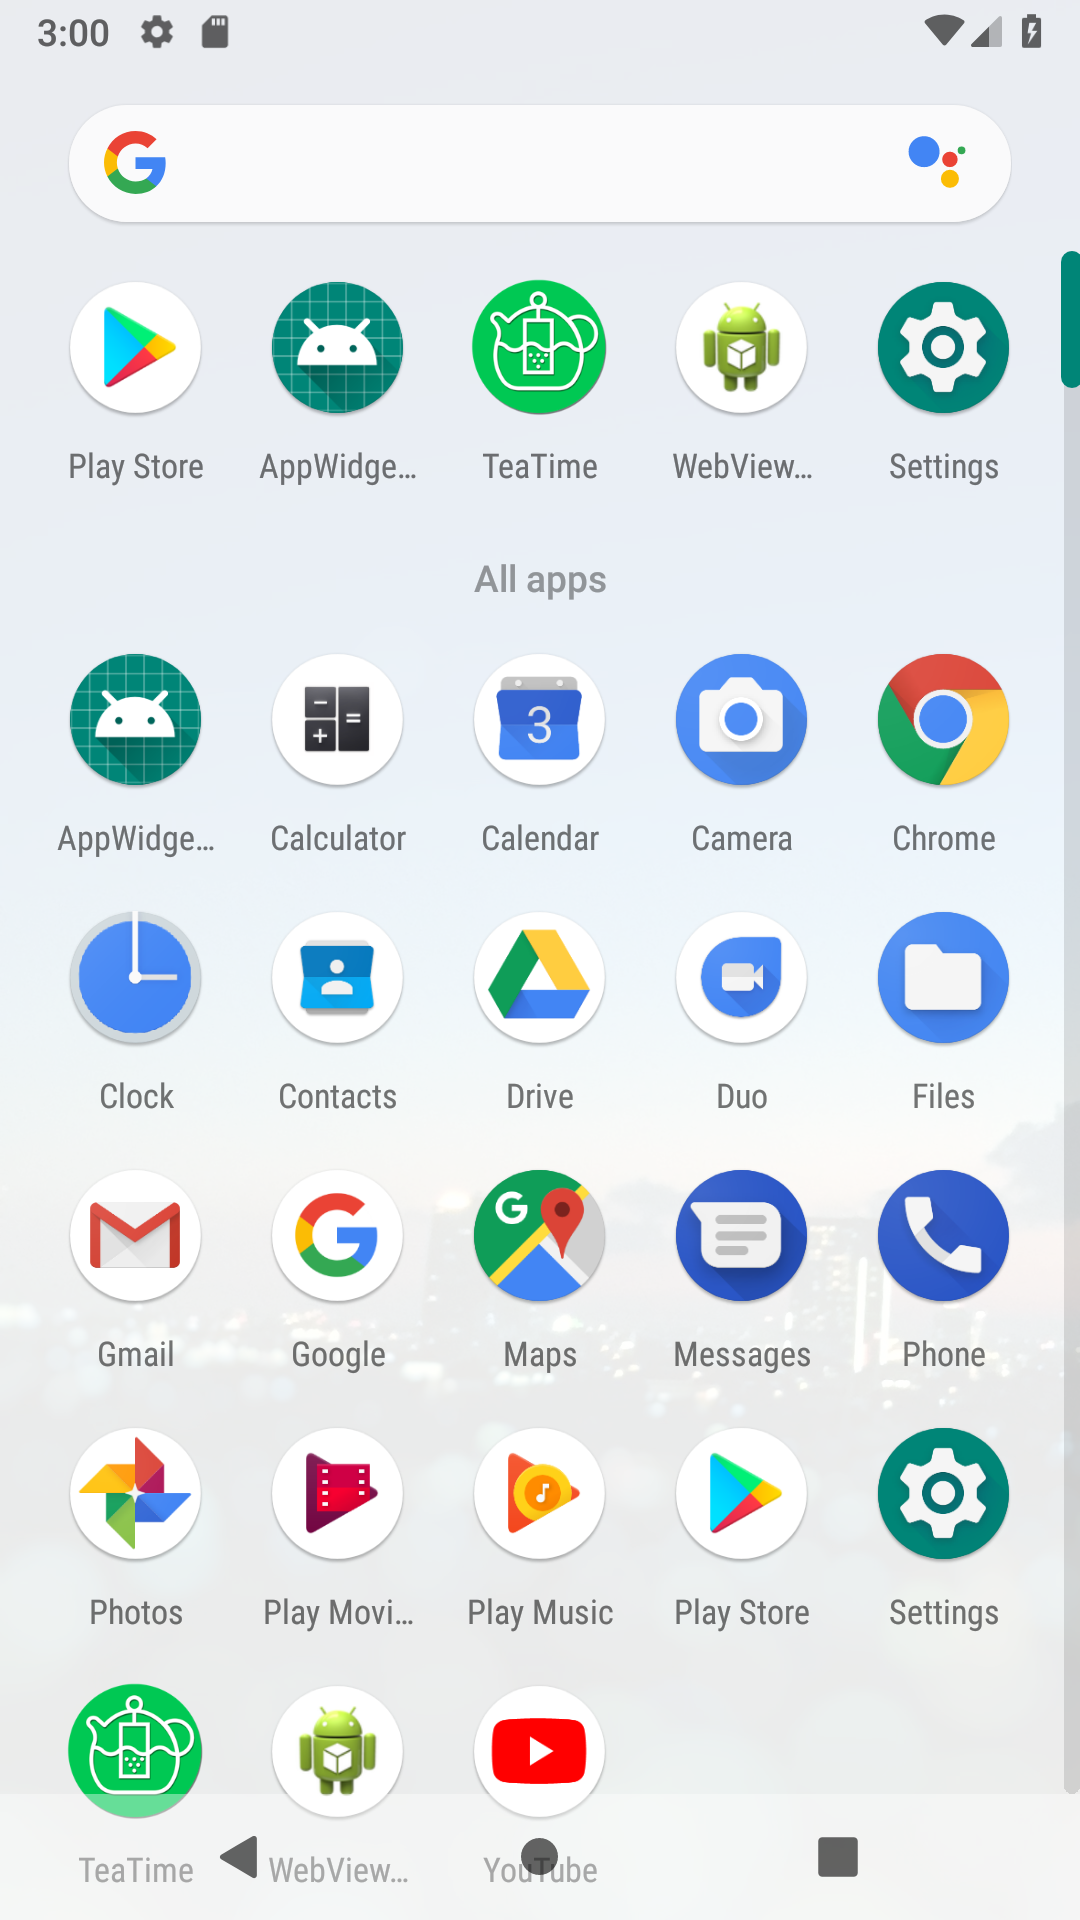 3:00
Play Store AppWidge... TeaTime WebView... Settings
All apps
AppWidge... Calculator Calendar Camera Chrome
3
Clock Contacts Drive Duo Files
Gmail Google Maps Messages Phone
Photos Play Movi... Play Music Play Store Settings
TeaTime WebView... YouTube